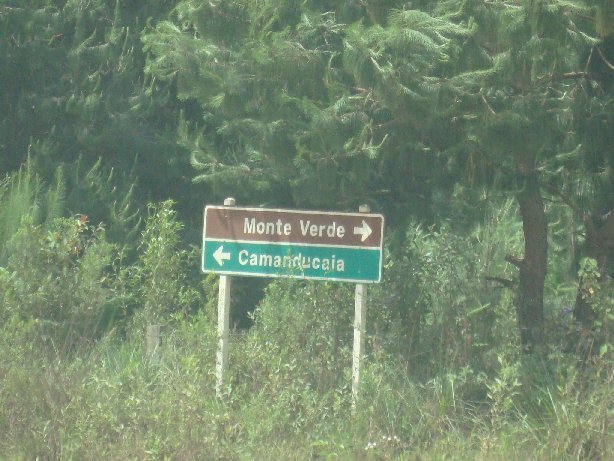 Monte Verde →
← Camanducaia